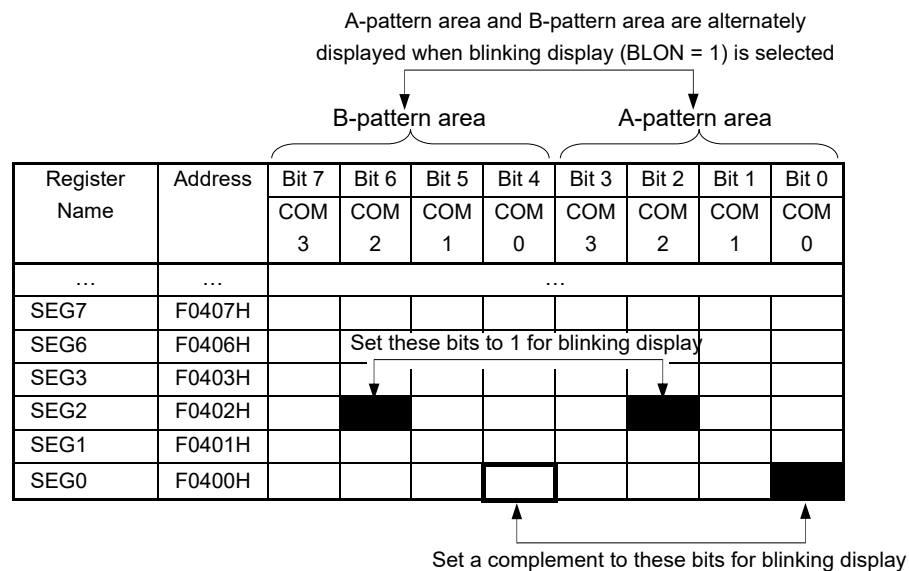 A-pattern area and B-pattern area are alternately
displayed when blinking display (BLON = 1) is selected
B-pattern area A-pattern area
Register Address Bit 7 Bit 6 Bit 5 Bit 4 Bit 3 Bit 2 Bit 1 Bit 0
Name COM COM COM COM COM COM COM COM
3 2 1 0 3 2 1 0
… … …
SEG7 F0407H
SEG6 F0406H Set these bits to 1 for blinking display
SEG3 F0403H
SEG2 F0402H
SEG1 F0401H
SEG0 F0400H
Set a complement to these bits for blinking display